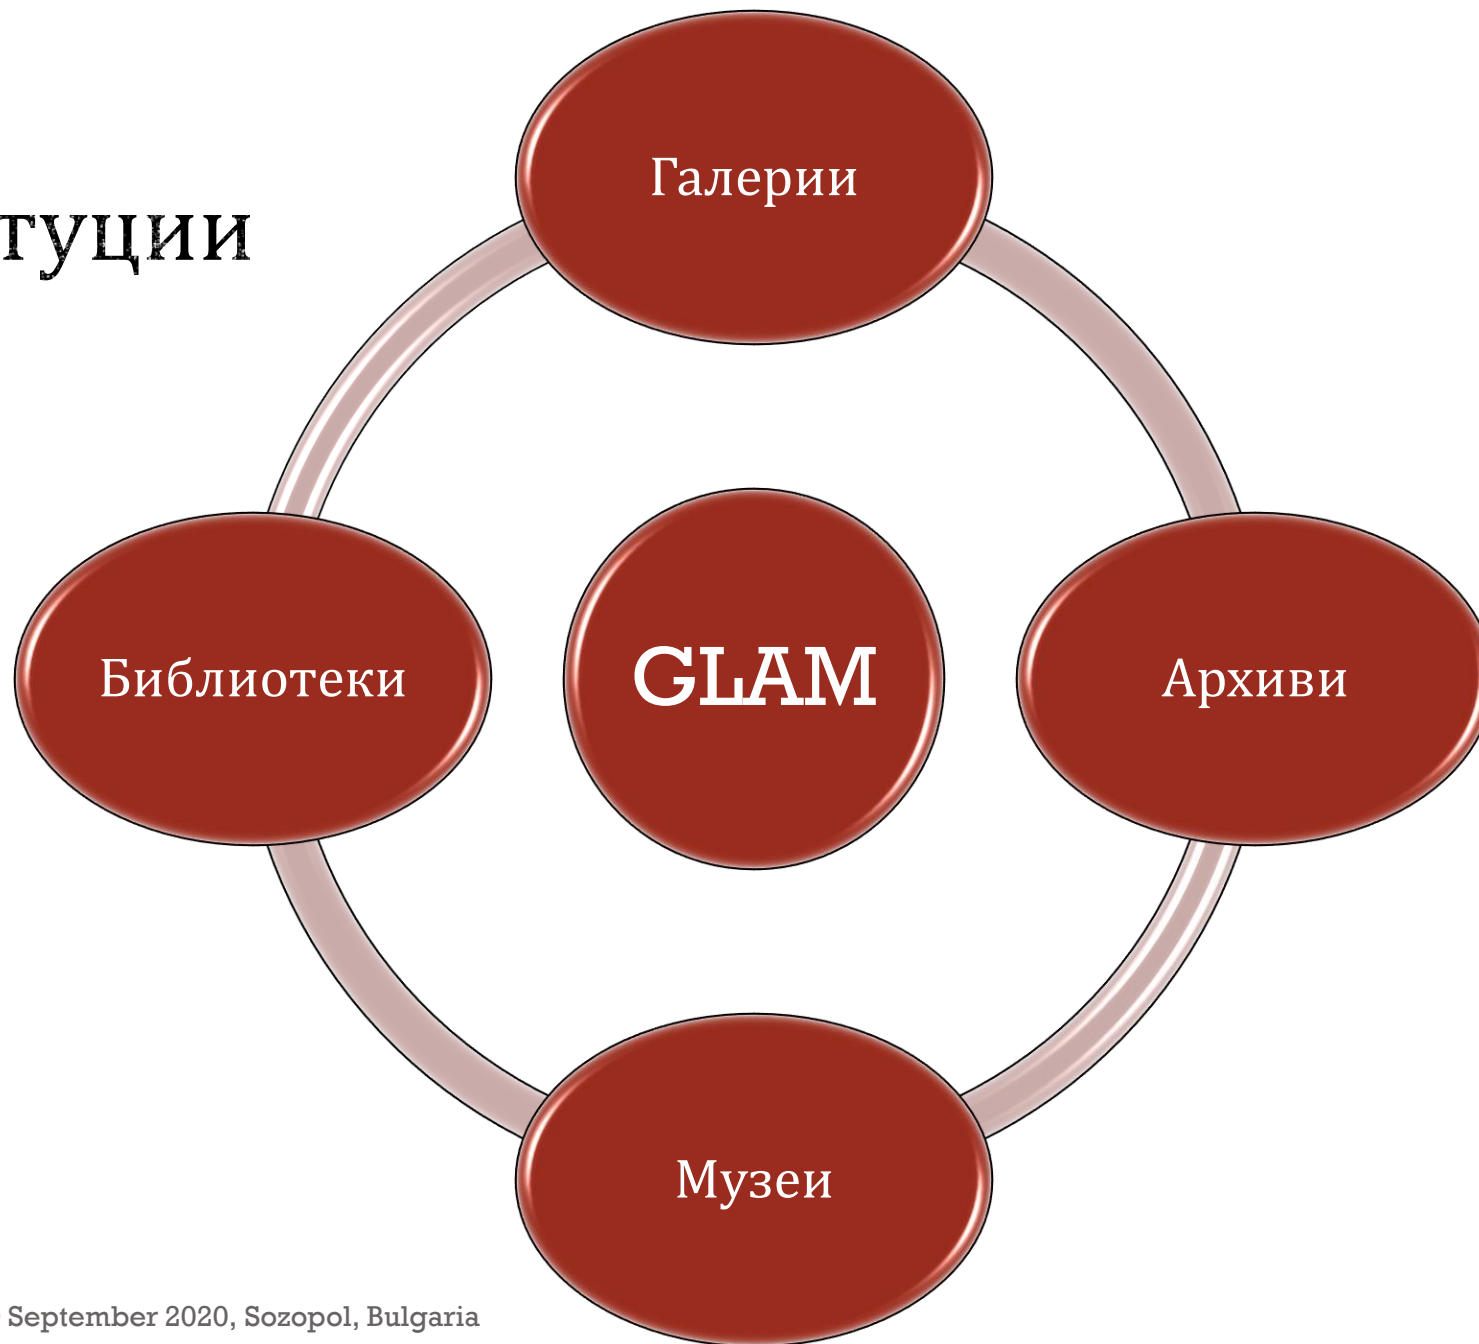 Галерии
туции
Библиотеки
GLAM
Архиви
Музеи
September 2020, Sozopol, Bulgaria